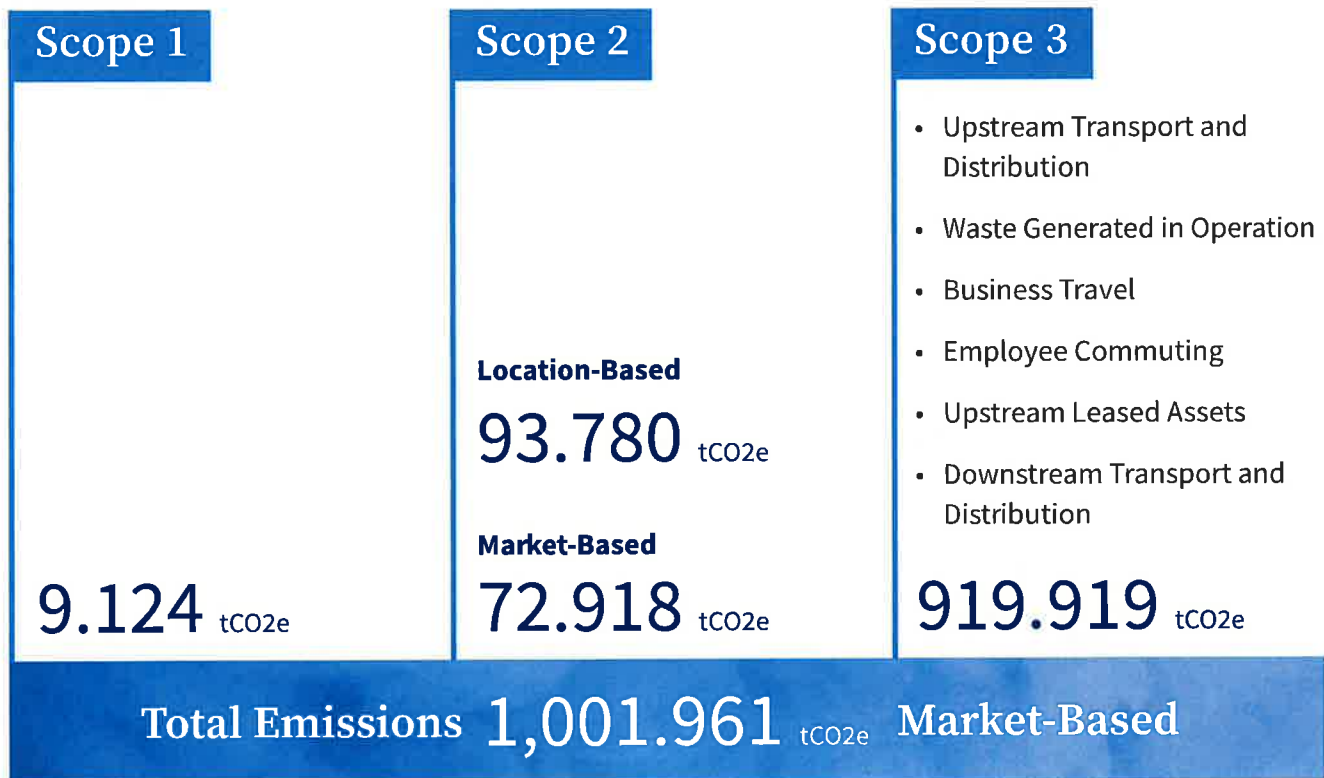 Scope 1
9.124 tCO2e
Scope 2
Location-Based
93.780 tCO2e
Market-Based
72.918 tCO2e
Scope 3
• Upstream Transport and
Distribution
• Waste Generated in Operation
• Business Travel
• Employee Commuting
• Upstream Leased Assets
• Downstream Transport and
Distribution
919.919 tCO2e
Total Emissions 1,001.961 tCO2e Market-Based